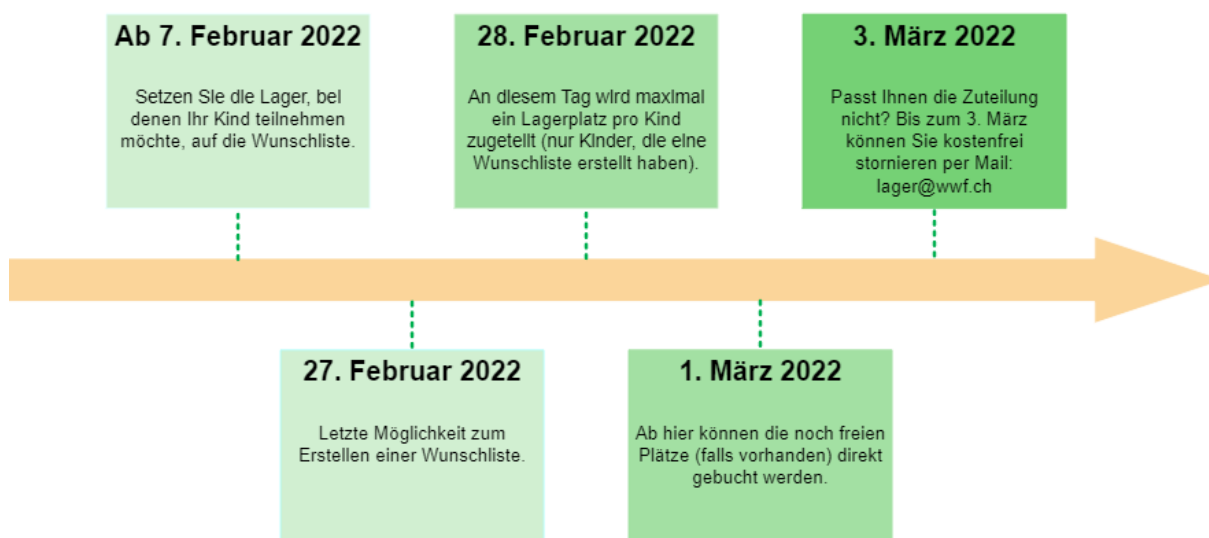 Ab 7. Februar 2022
Setzen Sie die Lager, bei
denen Ihr Kind teilnehmen
möchte, auf die Wunschliste.
27. Februar 2022
Letzte Möglichkeit zum
Erstellen einer Wunschliste.
28. Februar 2022
An diesem Tag wird maximal
ein Lagerplatz pro Kind
zugeteilt (nur Kinder, die eine
Wunschliste erstellt haben).
1. März 2022
Ab hier können die noch freien
Plätze (falls vorhanden) direkt
gebucht werden.
3. März 2022
Passt Ihnen die Zuteilung
nicht? Bis zum 3. März
können Sie kostenfrei
stornieren per Mail:
lager@wwf.ch